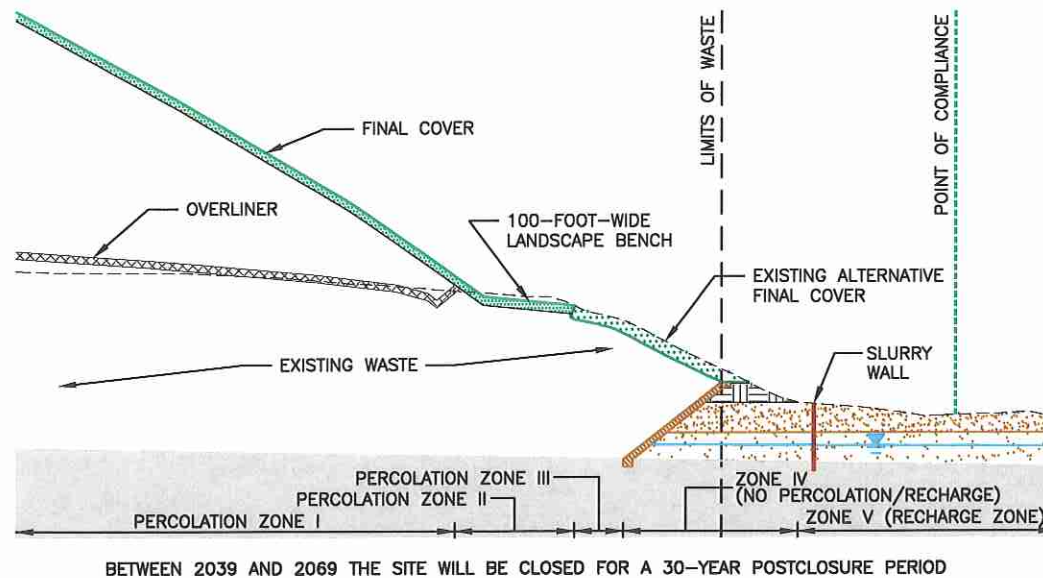 LIMITS OF WASTE
POINT OF COMPLIANCE
FINAL COVER
OVERLINER
100-FOOT-WIDE
LANDSCAPE BENCH
EXISTING ALTERNATIVE
FINAL COVER
EXISTING WASTE
SLURRY
WALL
PERCOLATION ZONE III
PERCOLATION ZONE II
PERCOLATION ZONE I
ZONE IV
(NO PERCOLATION/RECHARGE)
ZONE V (RECHARGE ZONE)
BETWEEN 2039 AND 2069 THE SITE WILL BE CLOSED FOR A 30-YEAR POSTCLOSURE PERIOD